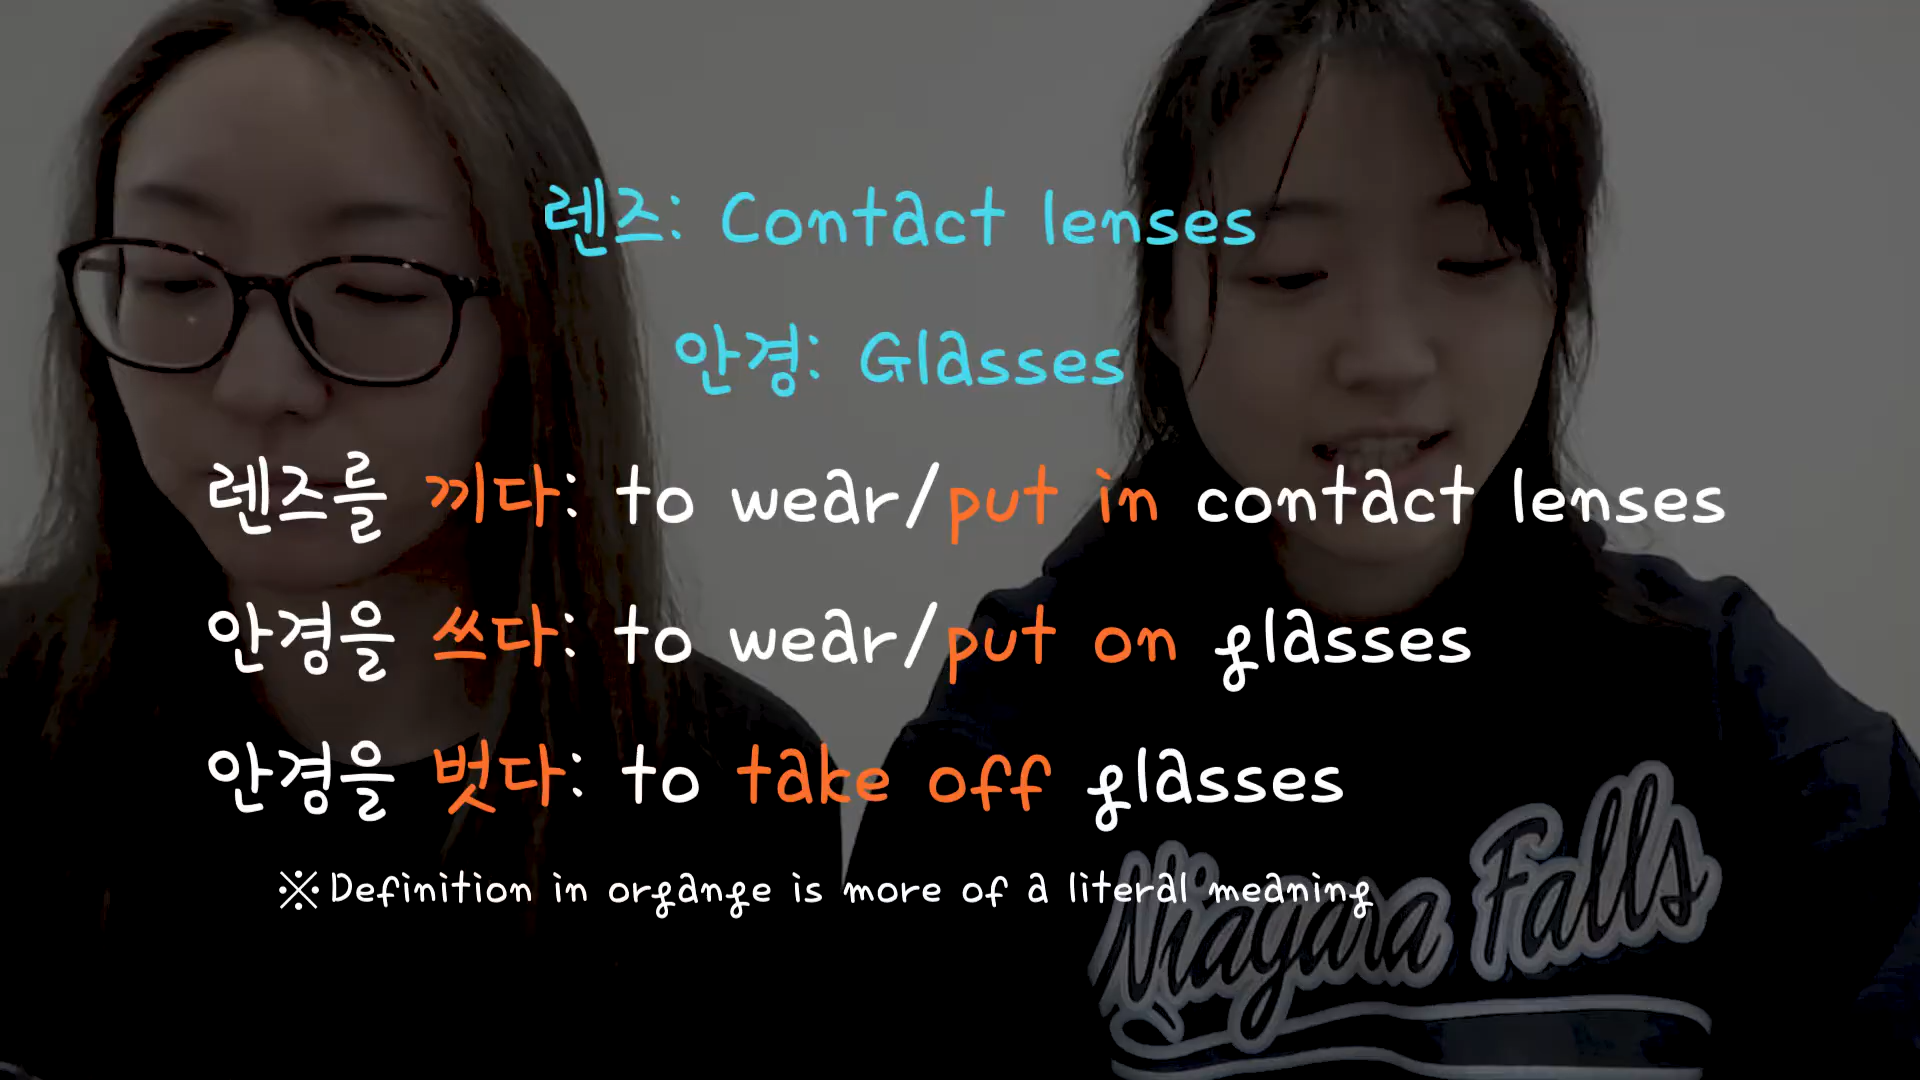 렌즈: Contact lenses
안경: Glasses
렌즈를 끼다: to wear/put in contact lenses
안경을 쓰다: to wear/put on glasses
안경을 벗다: to take off glasses
※Definition in organge is more of a literal meaning
Niagara Falls